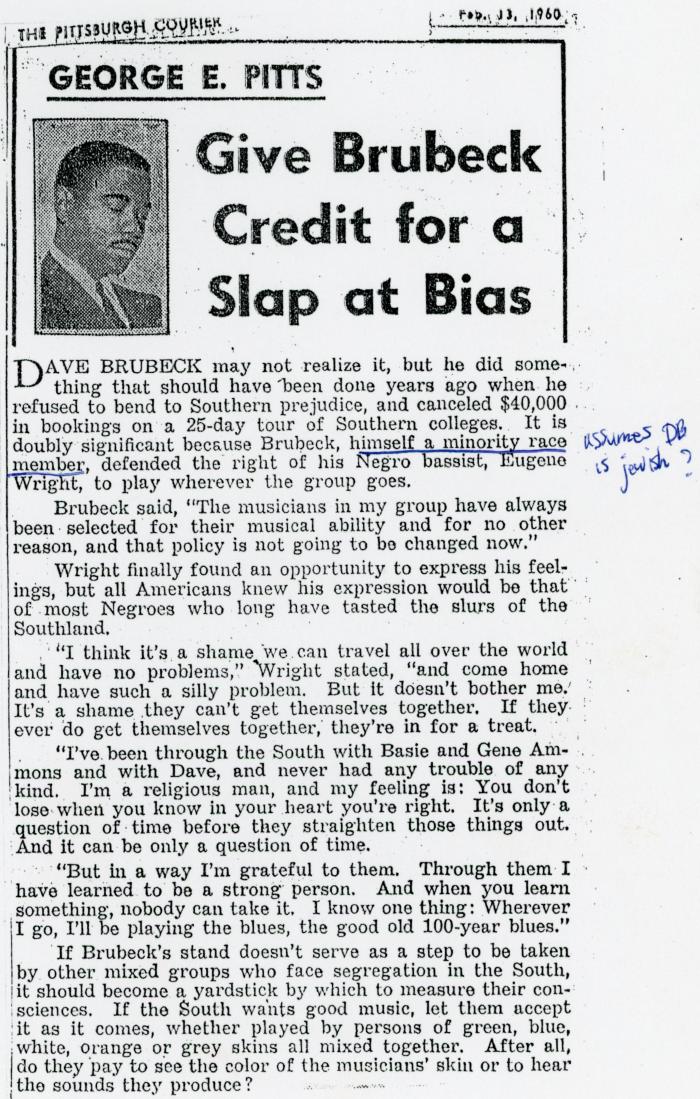 THE PITTSBURGH COURIER
Feb. 13, 1960
GEORGE E. PITTS
Give Brubeck
Credit for a
Slap at Bias
DAVE BRUBECK may not realize it, but he did some-
thing that should have been done years ago when he
refused to bend to Southern prejudice, and canceled $40,000
in bookings on a 25-day tour of Southern colleges. It is
doubly significant because Brubeck, himself a minority race
member, defended the right of his Negro bassist, Eugene
Wright, to play wherever the group goes.
assumes DB
is jewish?
Brubeck said, "The musicians in my group have always
been selected for their musical ability and for no other
reason, and that policy is not going to be changed now."
Wright finally found an opportunity to express his feel-
ings, but all Americans knew his expression would be that
of most Negroes who long have tasted the slurs of the
Southland.
"I think it's a shame we can travel all over the world
and have no problems," Wright stated, "and come home
and have such a silly problem. But it doesn't bother me.
It's a shame they can't get themselves together. If they
ever do get themselves together, they're in for a treat.
"I've been through the South with Basie and Gene Am-
mons and with Dave, and never had any trouble of any
kind. I'm a religious man, and my feeling is: You don't
lose when you know in your heart you're right. It's only a
question of time before they straighten those things out.
And it can be only a question of time.
"But in a way I'm grateful to them. Through them I
have learned to be a strong person. And when you learn
something, nobody can take it. I know one thing: Wherever
I go, I'll be playing the blues, the good old 100-year blues."
If Brubeck's stand doesn't serve as a step to be taken
by other mixed groups who face segregation in the South,
it should become a yardstick by which to measure their con-
sciences. If the South wants good music, let them accept
it as it comes, whether played by persons of green, blue,
white, orange or grey skins all mixed together. After all,
do they pay to see the color of the musicians' skin or to hear
the sounds they produce?